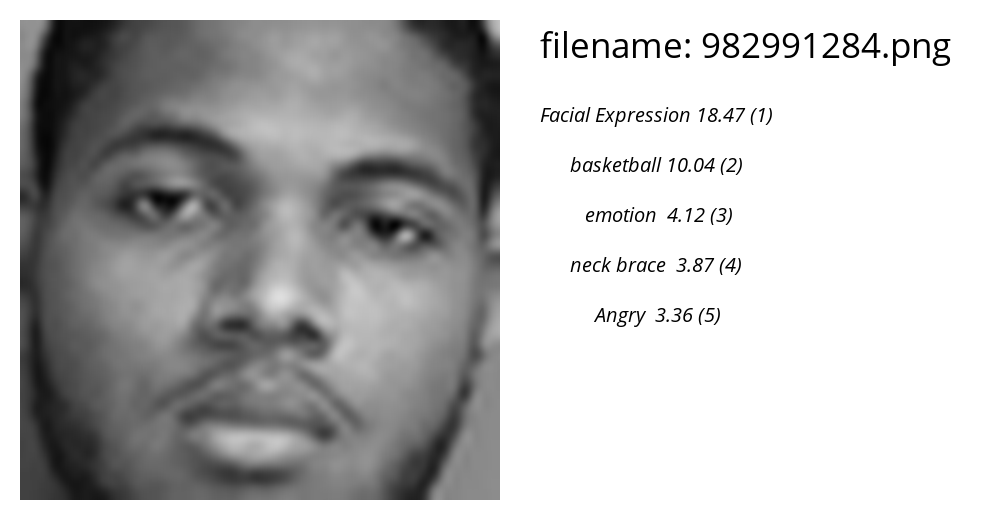 filename: 982991284.png
Facial Expression 18.47 (1)
basketball 10.04 (2)
emotion  4.12 (3)
neck brace  3.87 (4)
Angry  3.36 (5)